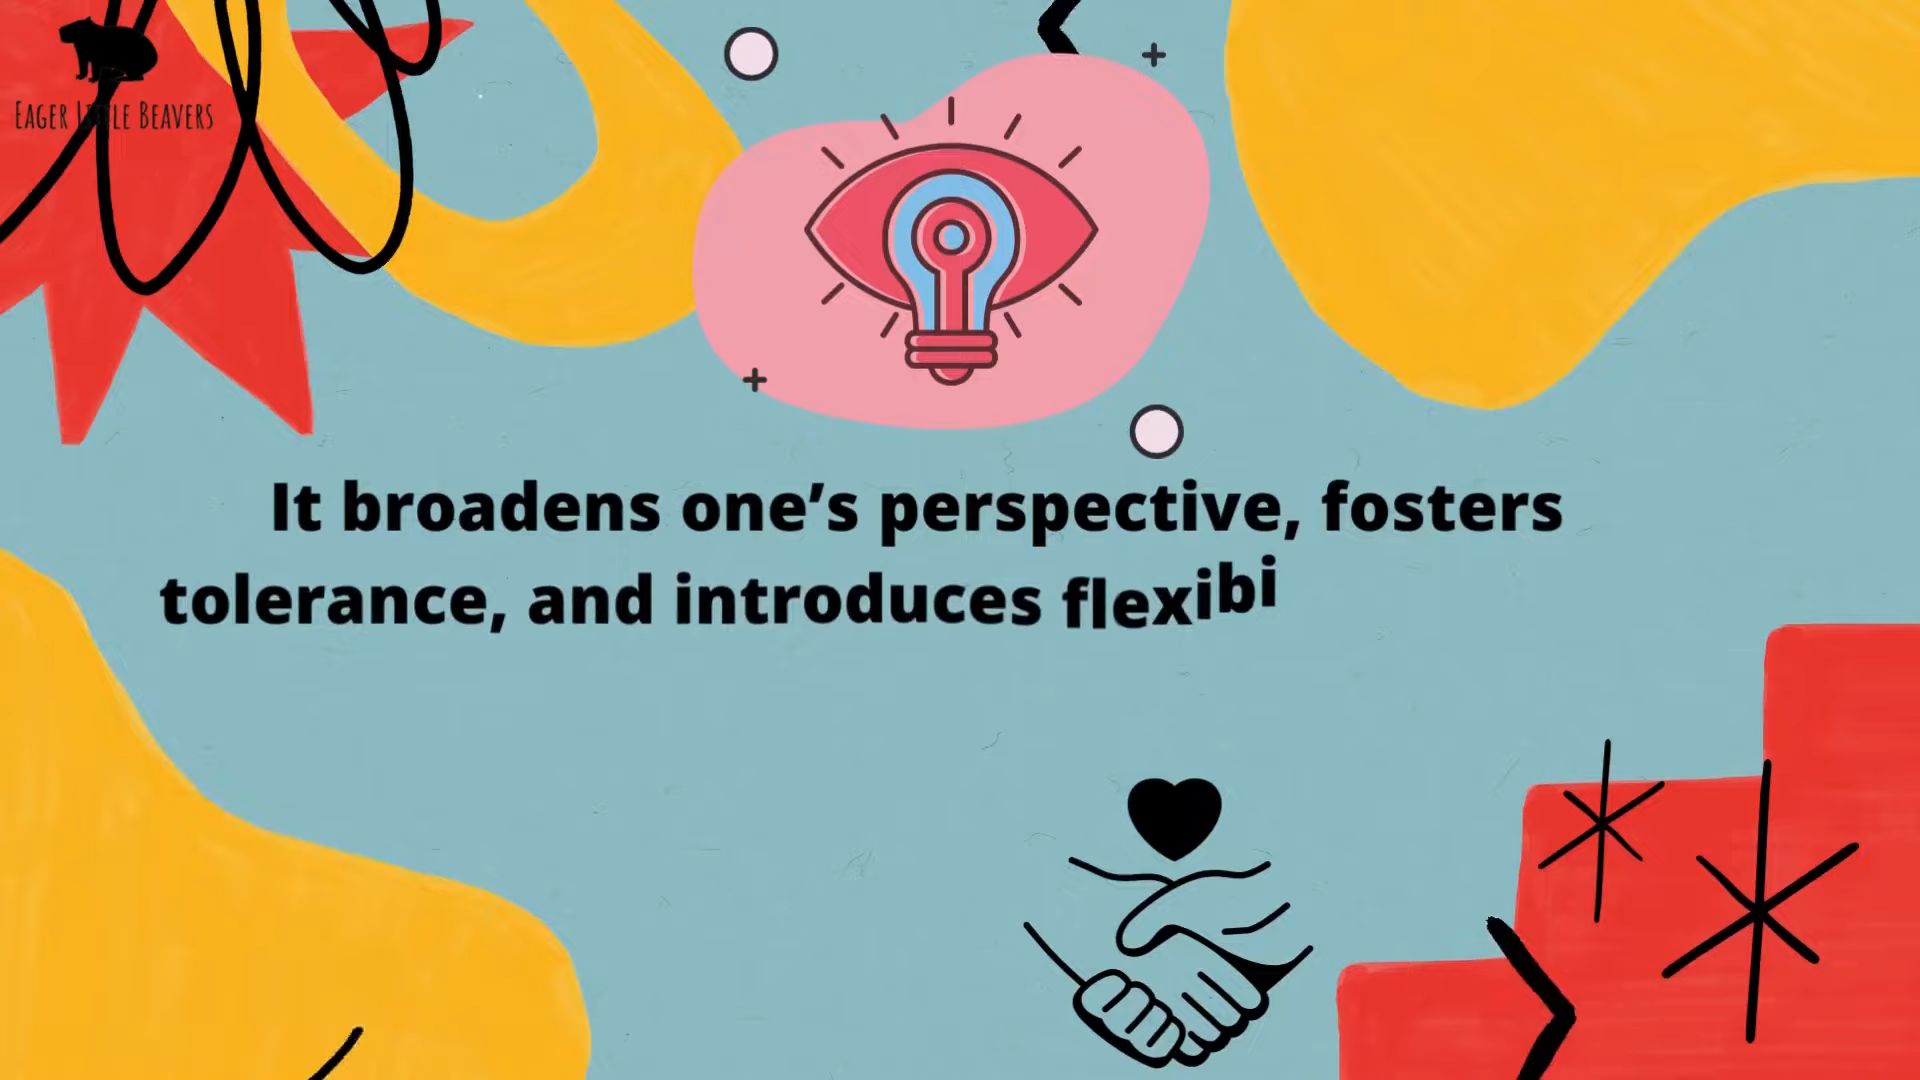 EAGER LITTLE BEAVERS
It broadens one’s perspective, fosters
tolerance, and introduces flexibi